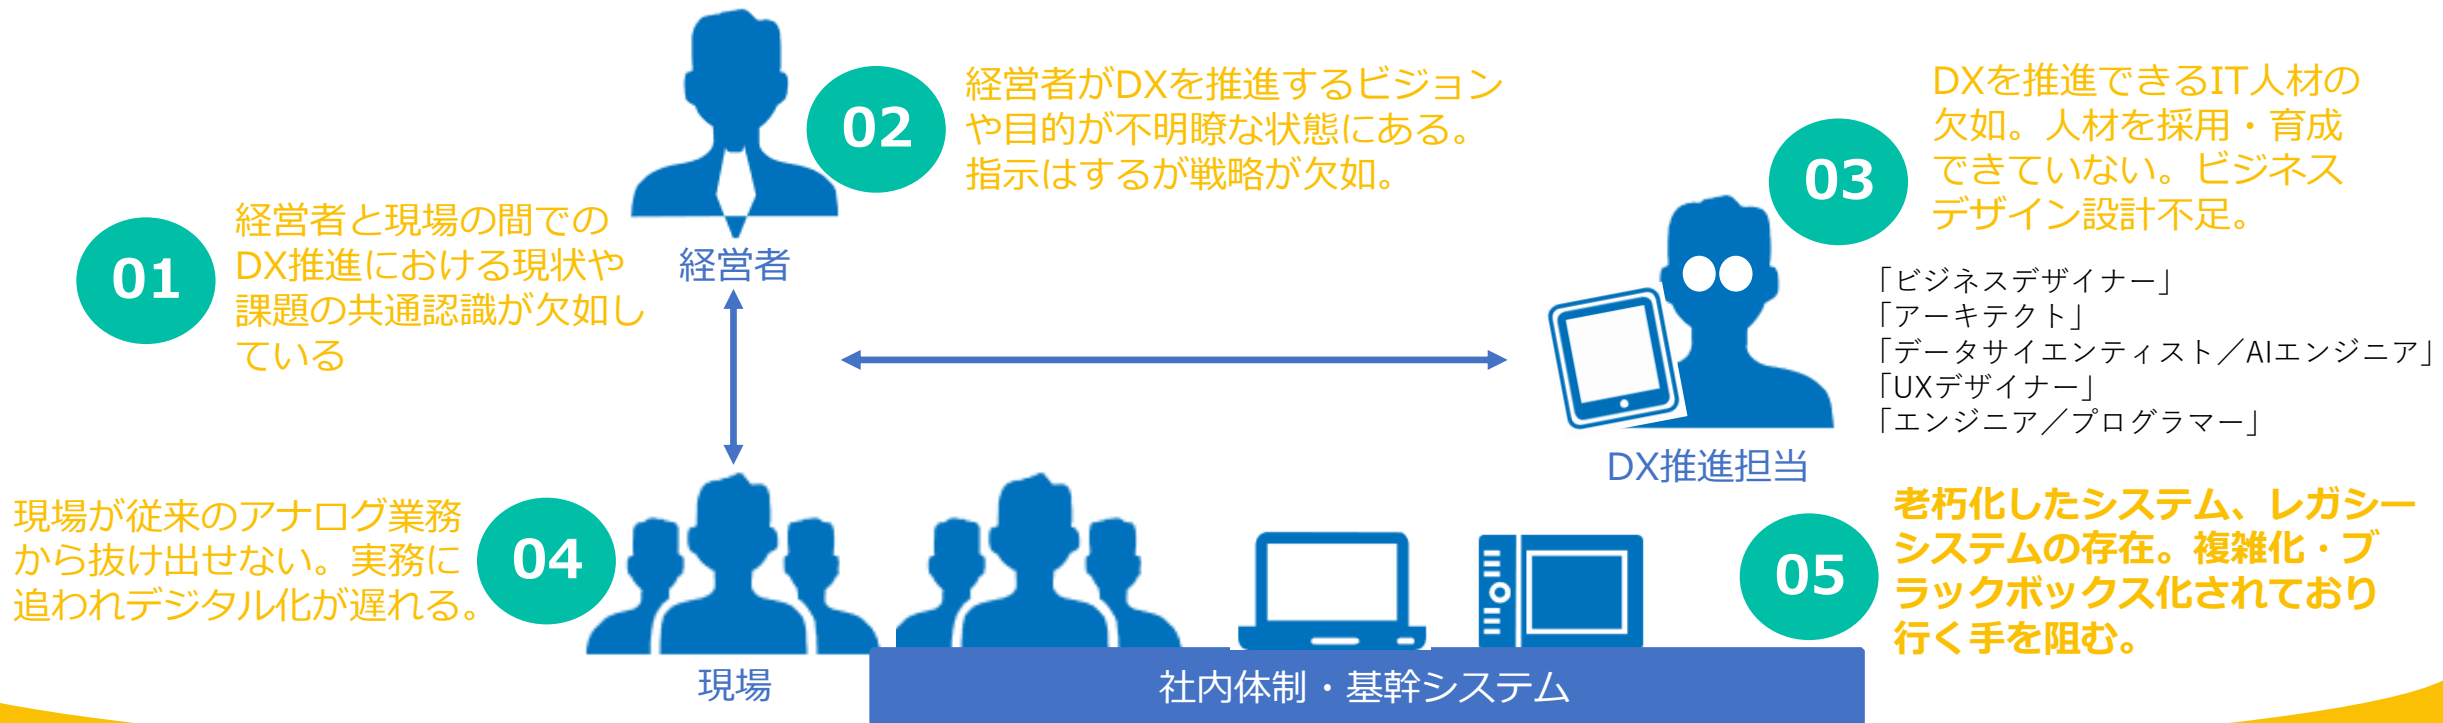 01
経営者と現場の間での
DX推進における現状や
課題の共通認識が欠如し
ている
経営者
02
経営者がDXを推進するビジョン
や目的が不明瞭な状態にある。
指示はするが戦略が欠如。
03
DXを推進できるIT人材の
欠如。人材を採用・育成
できていない。ビジネス
デザイン設計不足。
「ビジネスデザイナー」
「アーキテクト」
「データサイエンティスト／AIエンジニア」
「UXデザイナー」
「エンジニア／プログラマー」
DX推進担当
現場が従来のアナログ業務
から抜け出せない。実務に
追われデジタル化が遅れる。
04
現場
社内体制・基幹システム
05
老朽化したシステム、レガシー
システムの存在。複雑化・ブ
ラックボックス化されており
行く手を阻む。